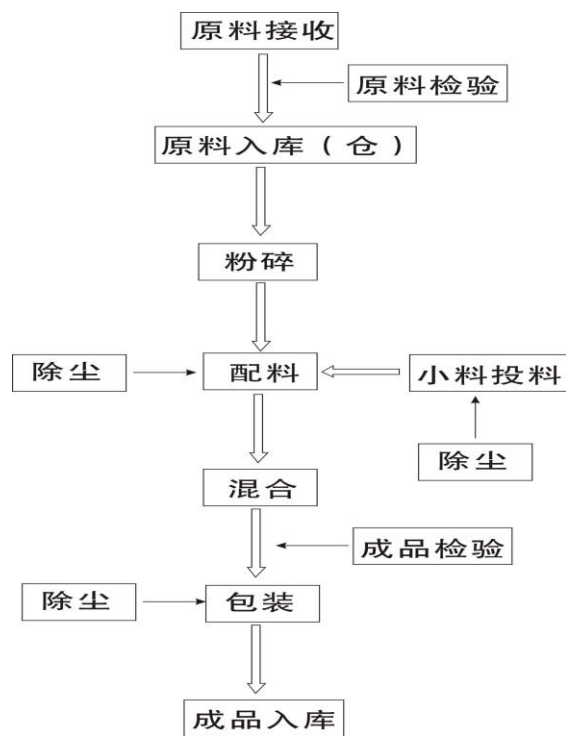 原料接收
原料检验
原料入库（仓）
粉碎
除尘
配料
小料投料
除尘
混合
成品检验
除尘
包装
成品入库